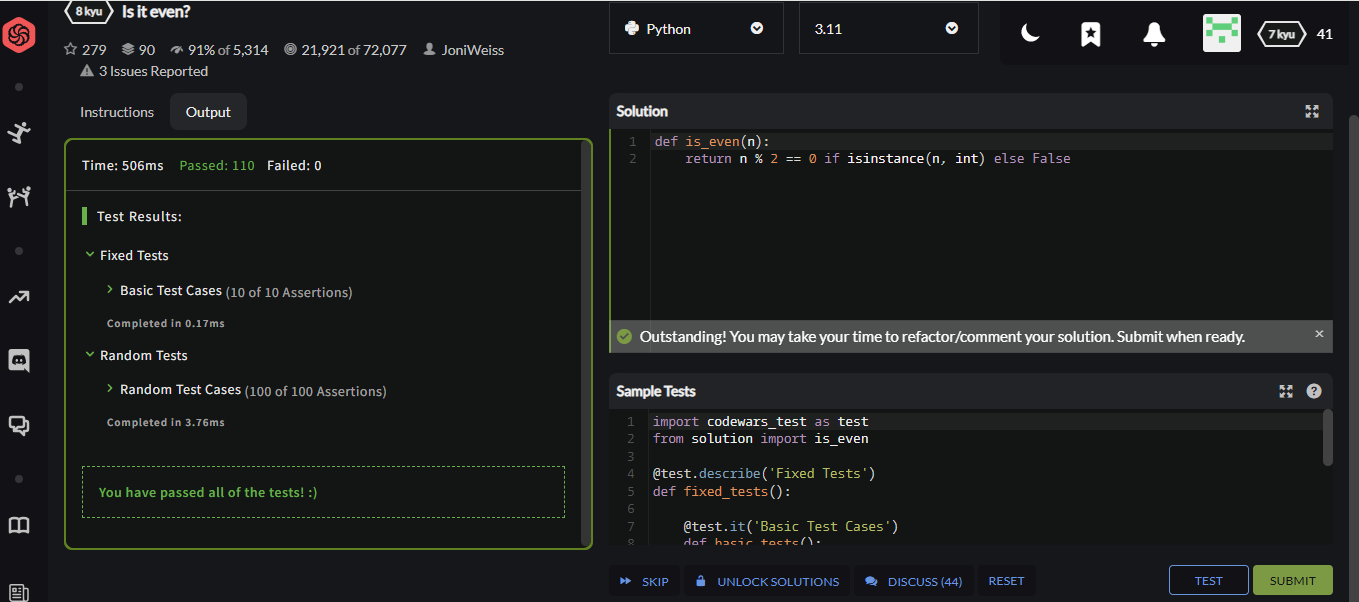 8 kyu Is it even?
279 90 91% of 5,314 21,921 of 72,077 JoniWeiss
3 Issues Reported
Python 3.11
7 kyu 41
Instructions Output
Time: 506ms Passed: 110 Failed: 0
Test Results:
Fixed Tests
Basic Test Cases (10 of 10 Assertions)
Completed in 0.17ms
Random Tests
Random Test Cases (100 of 100 Assertions)
Completed in 3.76ms
You have passed all of the tests! :)
Solution
1 def is_even(n):
2 return n % 2 == 0 if isinstance(n, int) else False
Outstanding! You may take your time to refactor/comment your solution. Submit when ready. ×
Sample Tests ?
1 import codewars_test as test
2 from solution import is_even
3
4 @test.describe('Fixed Tests')
5 def fixed_tests():
6
7 @test.it('Basic Test Cases')
8 def basic_tests():
SKIP UNLOCK SOLUTIONS DISCUSS (44) RESET TEST SUBMIT